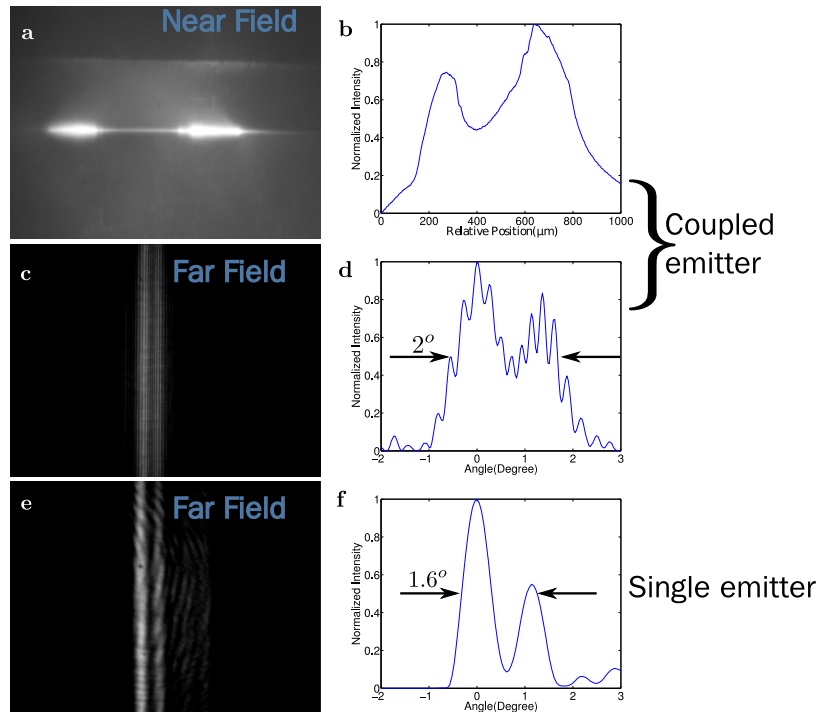 a
Near Field
b
1
0.8
0.6
0.4
0.2
0
0 200 400 600 800 1000
Normalized Intensity
Relative Position(μm)
Coupled
emitter
c
Far Field
d
1
0.8
0.6
0.4
0.2
0
−2 −1 0 1 2 3
Normalized Intensity
Angle(Degree)
2°
e
Far Field
f
1
0.8
0.6
0.4
0.2
0
−2 −1 0 1 2 3
Normalized Intensity
Angle(Degree)
1.6°
Single emitter